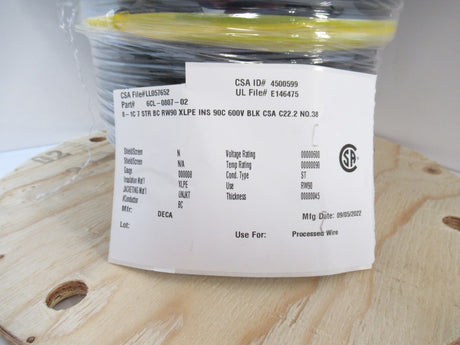 CSA File# LL057652 CSA ID# 4500599
Part# 6CL-0807-02 UL File# E146475
8 - 1C 7 STR BC RW90 XLPE INS 90C 600V BLK CSA C22.2 NO.38
Shield/Screen N Voltage Rating 00000600
Shield/Screen N/A Temp Rating 00000090
Gauge 000008 Cond. Type ST
Insulation Mat'l XLPE Use RW90
JACKETING Mat'l UNJKT Thickness 00000045
#Conductor BC
Mfr: DECA Mfg Date: 09/05/2022
Lot: Use For: Processed Wire